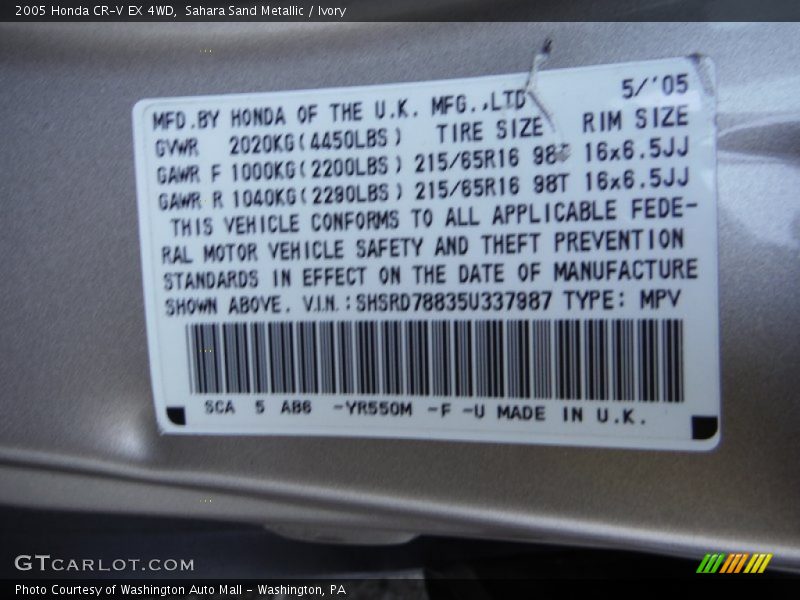 2005 Honda CR-V EX 4WD, Sahara Sand Metallic / Ivory
MFD.BY HONDA OF THE U.K. MFG.,LTD 5/'05
GVWR 2020KG(4450LBS) TIRE SIZE RIM SIZE
GAWR F 1000KG(2200LBS) 215/65R16 98T 16x6.5JJ
GAWR R 1040KG(2290LBS) 215/65R16 98T 16x6.5JJ
THIS VEHICLE CONFORMS TO ALL APPLICABLE FEDE-
RAL MOTOR VEHICLE SAFETY AND THEFT PREVENTION
STANDARDS IN EFFECT ON THE DATE OF MANUFACTURE
SHOWN ABOVE. V.I.N.:SHSRD78835U337987 TYPE: MPV
SCA 5 AB6 -YR550M -F -U MADE IN U.K.
GTCARLOT.COM
Photo Courtesy of Washington Auto Mall - Washington, PA